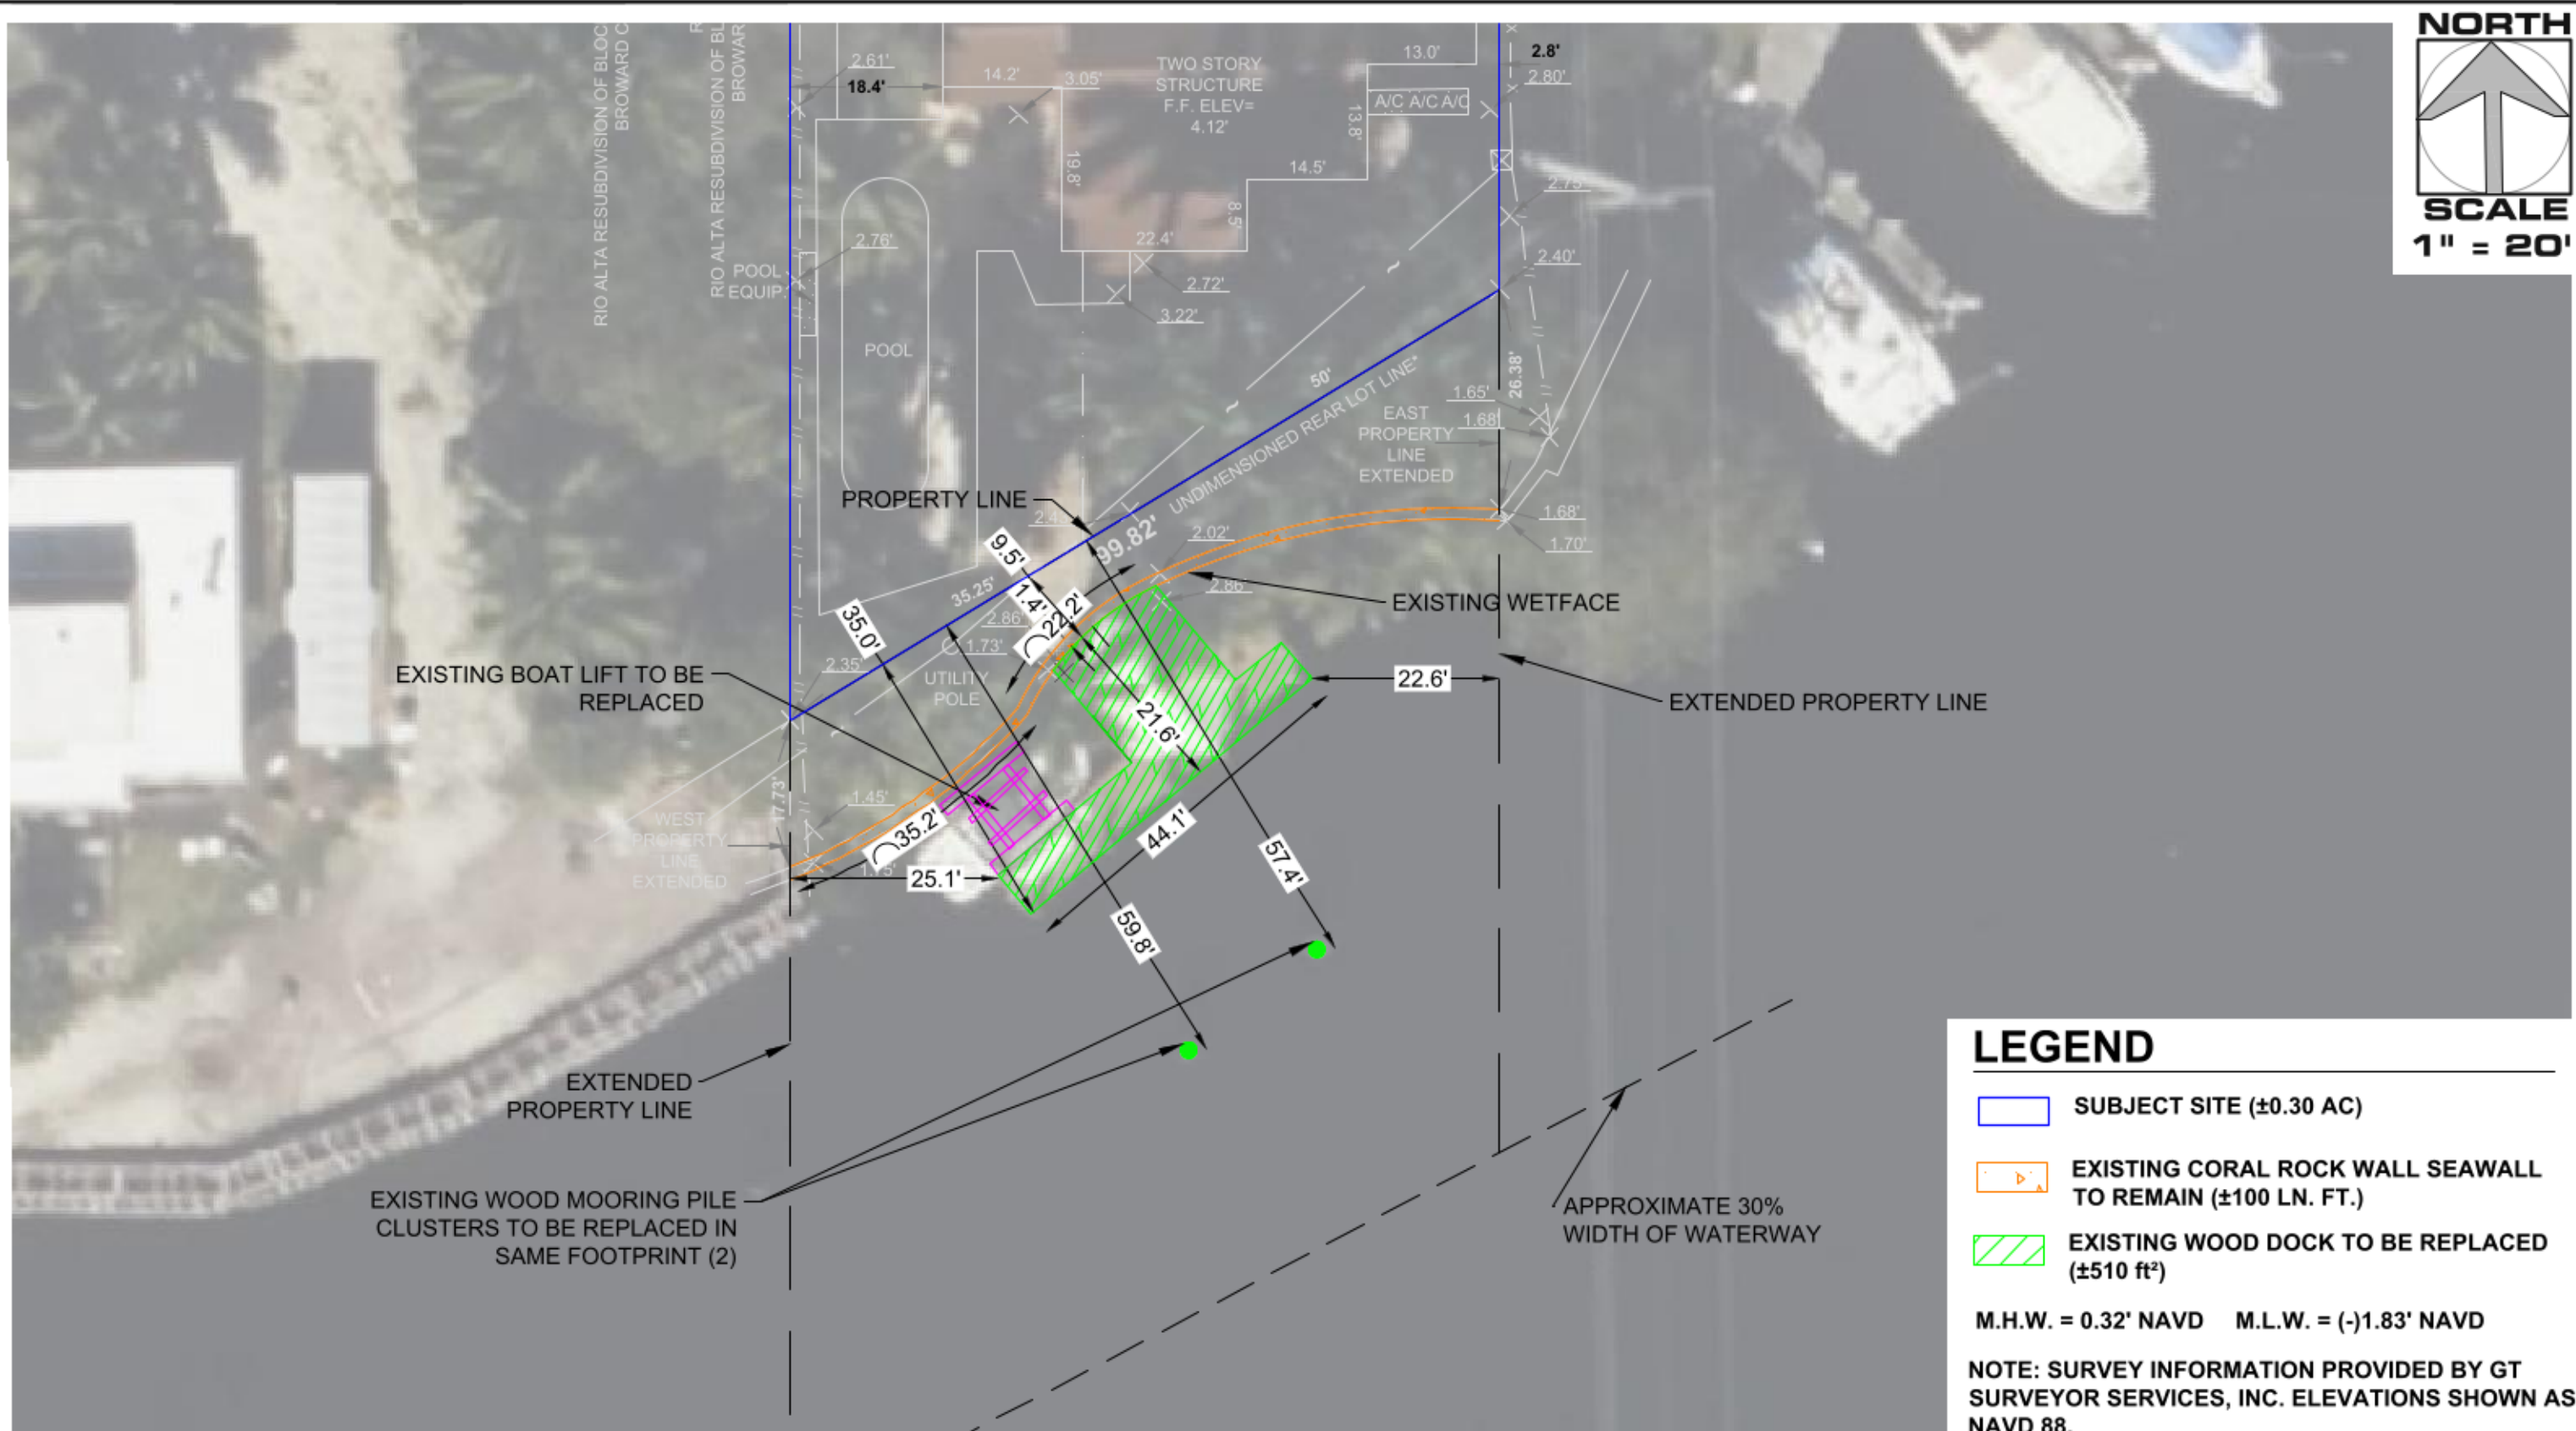 NORTH
SCALE
1" = 20'
RIO ALTA RESUBDIVISION OF BLOC
BROWARD C
RIO ALTA RESUBDIVISION OF BL
BROWAR
2.61'
18.4'
14.2'
3.05'
TWO STORY
STRUCTURE
F.F. ELEV=
4.12'
13.0'
2.8'
2.80'
A/C A/C A/C
13.8'
19.8'
14.5'
8.5'
22.4'
2.75'
2.76'
POOL
EQUIP.
2.72'
3.22'
2.40'
POOL
50'
UNDIMENSIONED REAR LOT LINE*
26.38'
1.65'
1.68'
EAST
PROPERTY
LINE
EXTENDED
PROPERTY LINE
99.82'
2.02'
1.68'
1.70'
9.5'
1.4'
22.2'
35.25'
2.86'
2.86'
EXISTING WETFACE
35.0'
1.73'
2.35'
UTILITY
POLE
EXISTING BOAT LIFT TO BE
REPLACED
22.6'
EXTENDED PROPERTY LINE
21.6'
17.73'
1.45'
WEST
PROPERTY
LINE
EXTENDED
35.2'
25.1'
44.1'
57.4'
59.8'
EXTENDED
PROPERTY LINE
EXISTING WOOD MOORING PILE
CLUSTERS TO BE REPLACED IN
SAME FOOTPRINT (2)
APPROXIMATE 30%
WIDTH OF WATERWAY
LEGEND
SUBJECT SITE (±0.30 AC)
EXISTING CORAL ROCK WALL SEAWALL
TO REMAIN (±100 LN. FT.)
EXISTING WOOD DOCK TO BE REPLACED
(±510 ft²)
M.H.W. = 0.32' NAVD M.L.W. = (-)1.83' NAVD
NOTE: SURVEY INFORMATION PROVIDED BY GT
SURVEYOR SERVICES, INC. ELEVATIONS SHOWN AS
NAVD 88.